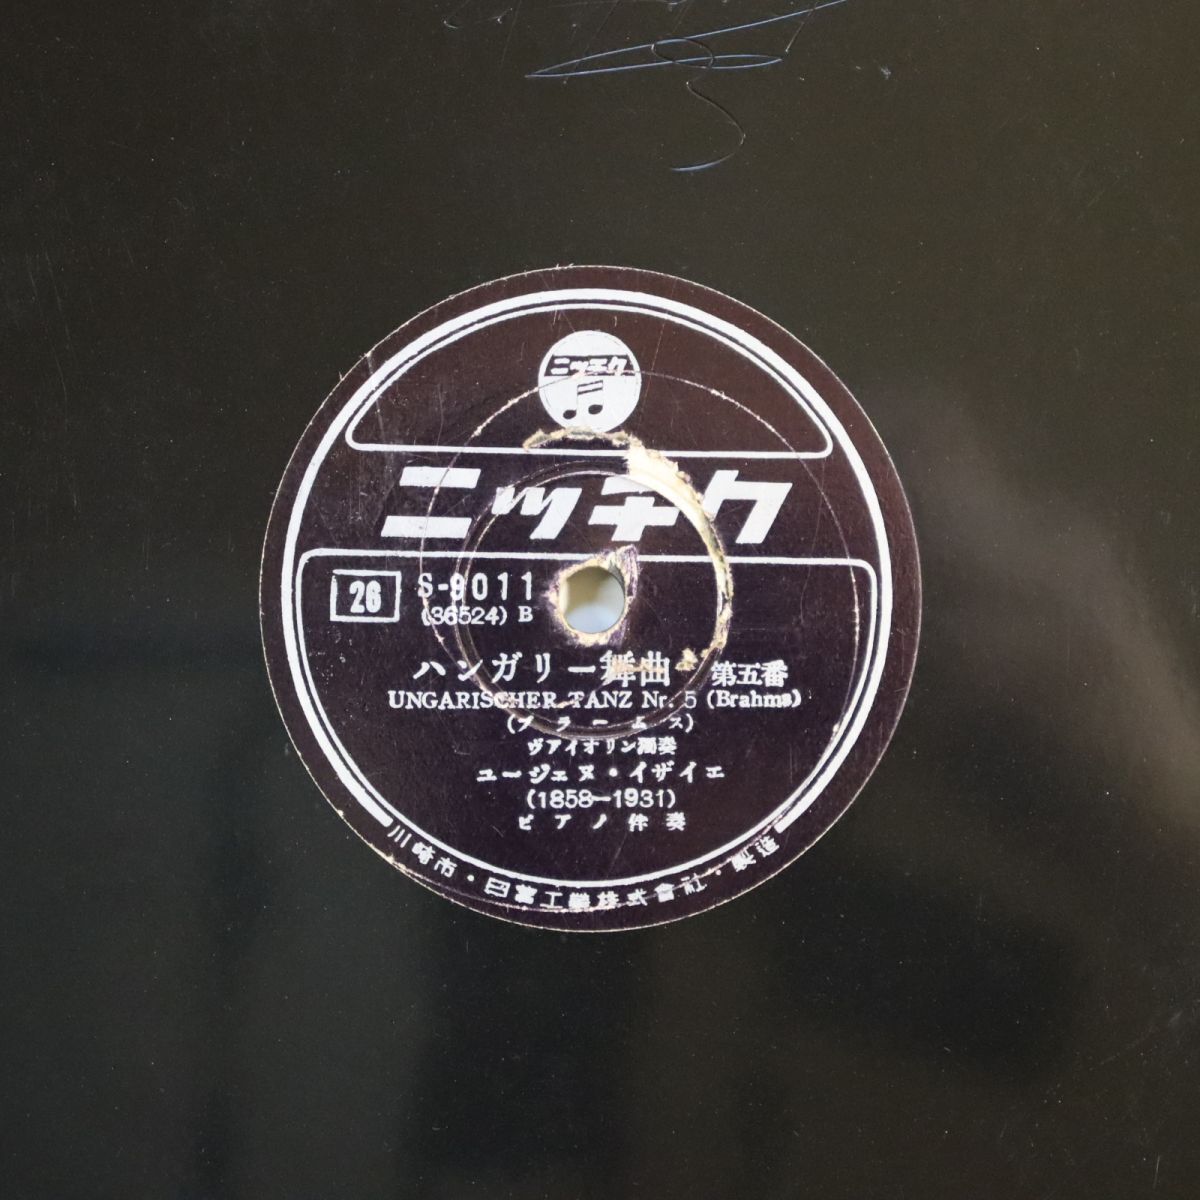 ニッチク
ニッチク
26 S-9011
(36524) B
ハンガリー舞曲 第五番
UNGARISCHER TANZ Nr. 5 (Brahms)
(ブラームス)
ヴアイオリン獨奏
ユージェヌ・イザイエ
(1858—1931)
ピアノ伴奏
川崎市・日蓄工業株式會社・製造